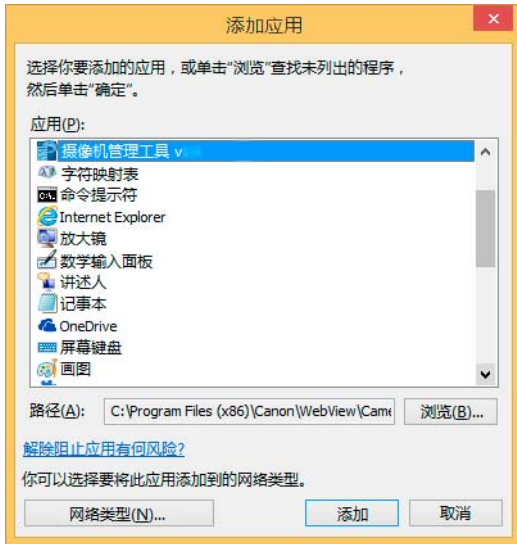 添加应用
选择你要添加的应用，或单击“浏览”查找未列出的程序，
然后单击“确定”。
应用(P):
摄像机管理工具 v
字符映射表
命令提示符
Internet Explorer
放大镜
数学输入面板
讲述人
记事本
OneDrive
屏幕键盘
画图
路径(A): C:\Program Files (x86)\Canon\WebView\Came 浏览(B)...
解除阻止应用有何风险?
你可以选择要将此应用添加到的网络类型。
网络类型(N)... 添加 取消